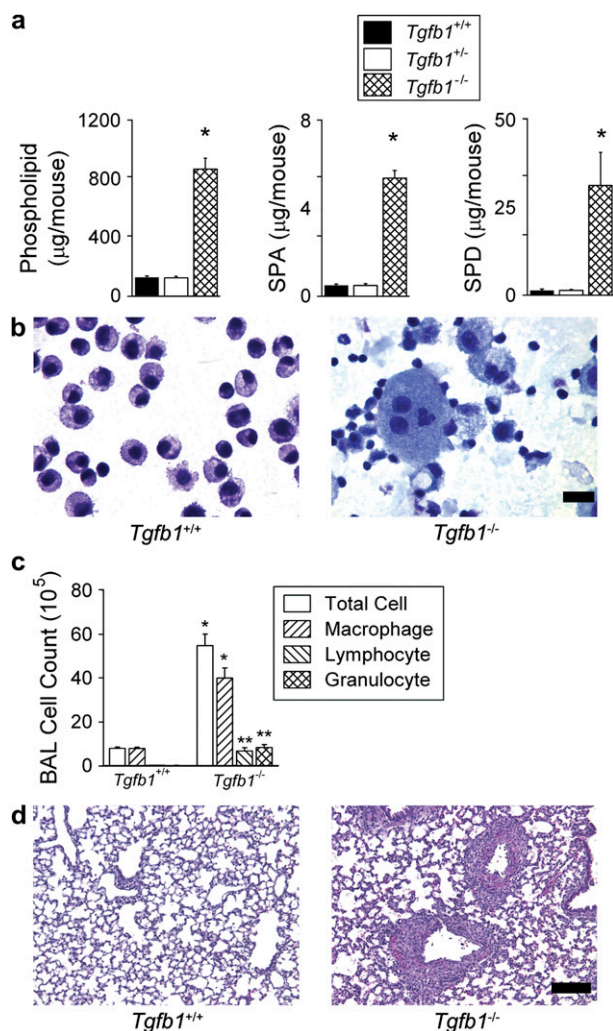 a
Tgfb1+/+
Tgfb1+/-
Tgfb1-/-
Phospholipid
(µg/mouse)
1200
800
400
0
*
SPA (µg/mouse)
8
6
4
2
0
*
SPD (µg/mouse)
50
25
0
*
b
Tgfb1+/+
Tgfb1-/-
c
BAL Cell Count (10⁵)
80
60
40
20
0
* * ** **
Tgfb1+/+
Tgfb1-/-
Total Cell
Macrophage
Lymphocyte
Granulocyte
d
Tgfb1+/+
Tgfb1-/-